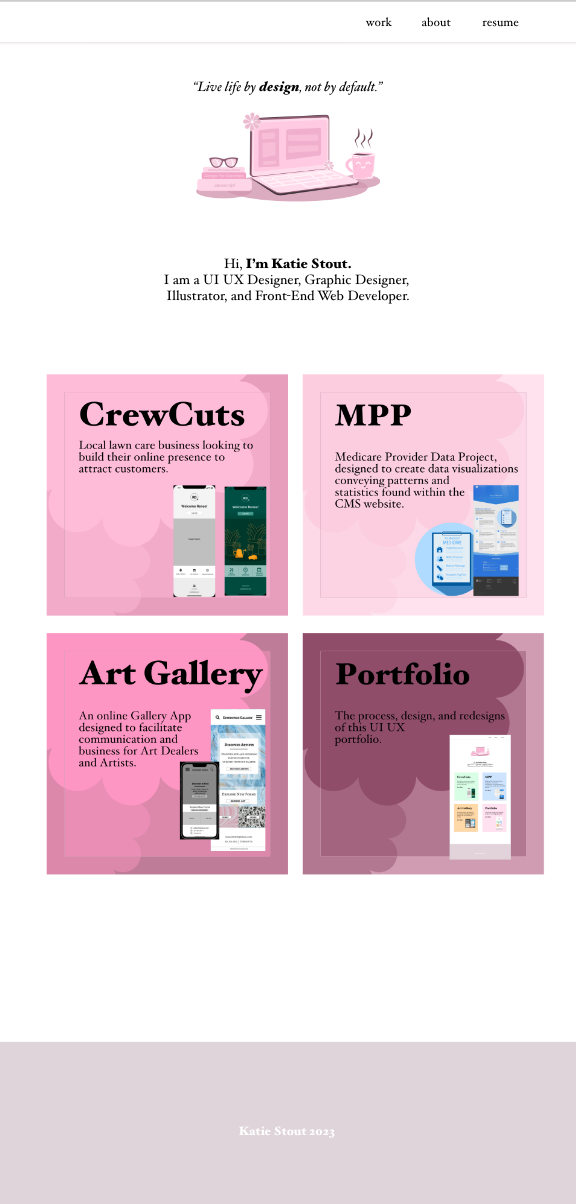 work about resume
“Live life by design, not by default.”
Hi, I’m Katie Stout.
I am a UI UX Designer, Graphic Designer,
Illustrator, and Front-End Web Developer.
CrewCuts
Local lawn care business looking to
build their online presence to
attract customers.
MPP
Medicare Provider Data Project,
designed to create data visualizations
conveying patterns and
statistics found within the
CMS website.
Art Gallery
An online Gallery App
designed to facilitate
communication and
business for Art Dealers
and Artists.
Portfolio
The process, design, and redesigns
of this UI UX
portfolio.
Katie Stout 2023